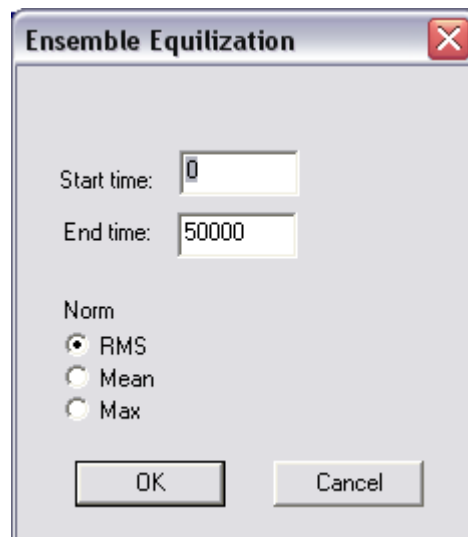 Ensemble Equilization
Start time: 0
End time: 50000
Norm
RMS
Mean
Max
OK Cancel